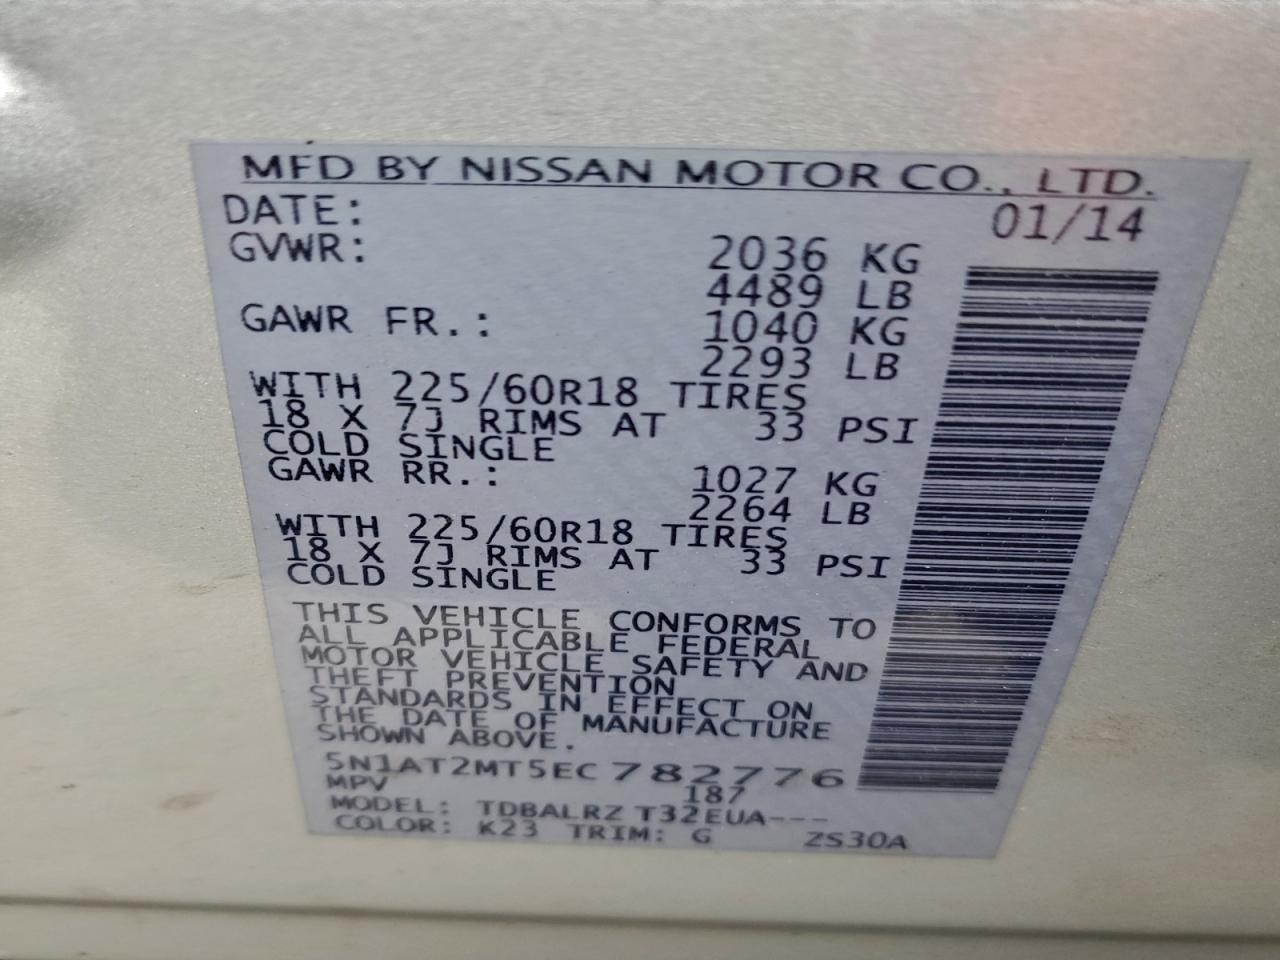 MFD BY NISSAN MOTOR CO., LTD.
DATE: 01/14
GVWR: 2036 KG
4489 LB
GAWR FR.: 1040 KG
2293 LB
WITH 225/60R18 TIRES
18 X 7J RIMS AT 33 PSI
COLD SINGLE
GAWR RR.: 1027 KG
2264 LB
WITH 225/60R18 TIRES
18 X 7J RIMS AT 33 PSI
COLD SINGLE
THIS VEHICLE CONFORMS TO
ALL APPLICABLE FEDERAL
MOTOR VEHICLE SAFETY AND
THEFT PREVENTION
STANDARDS IN EFFECT ON
THE DATE OF MANUFACTURE
SHOWN ABOVE.
5N1AT2MT5EC782776
MPV 187
MODEL: TDBALRZ T32EUA---
COLOR: K23 TRIM: G ZS30A